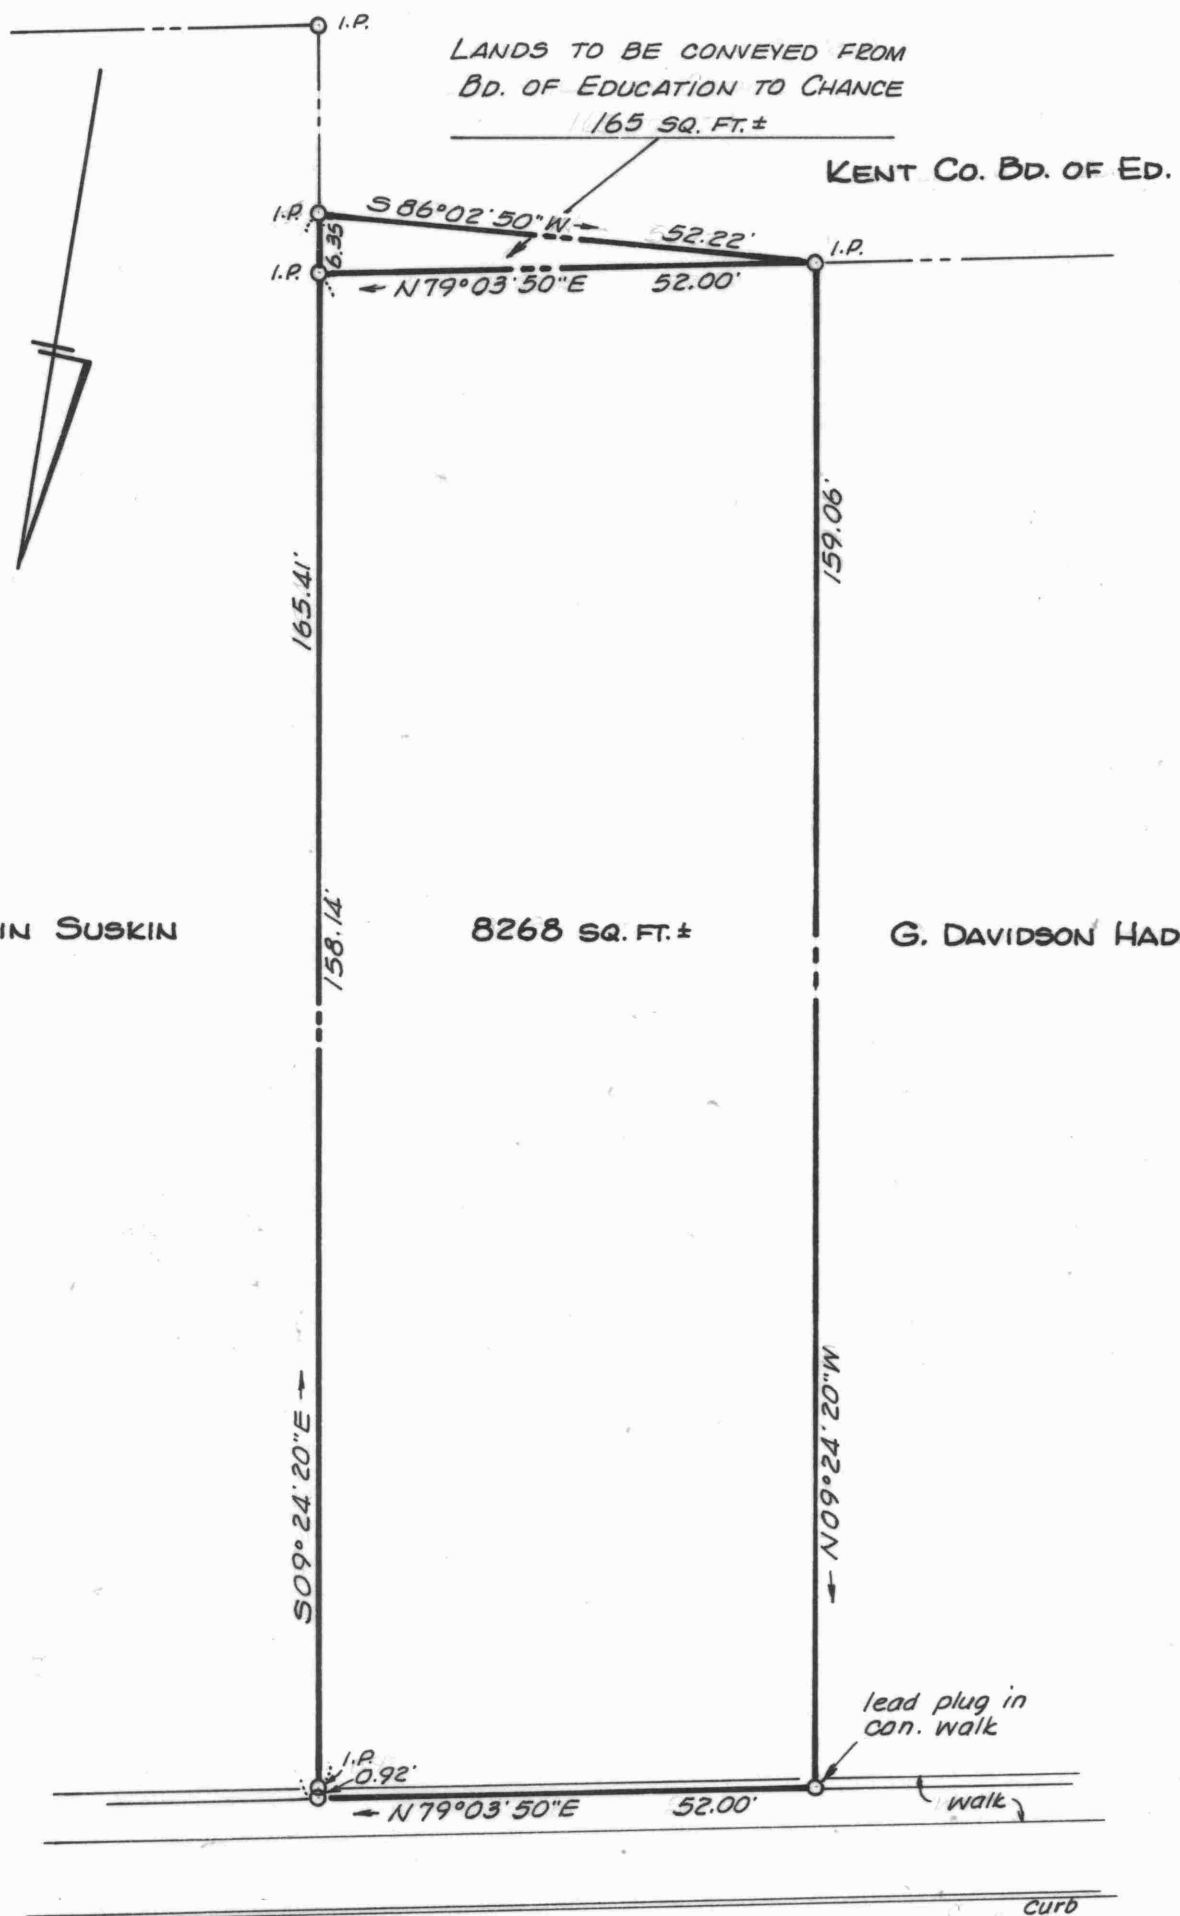 I.P.
LANDS TO BE CONVEYED FROM
BD. OF EDUCATION TO CHANCE
165 SQ. FT. ±
KENT CO. BD. OF ED.
I.P.
S 86°02'50"W
52.22'
I.P.
6.35
I.P.
N 79°03'50"E
52.00'
165.41'
159.06'
158.14'
IN SUSKIN
8268 SQ. FT. ±
G. DAVIDSON HAD
S09°24'20"E
N09°24'20"W
lead plug in
con. walk
I.P.
0.92'
N 79°03'50"E
52.00'
walk
curb